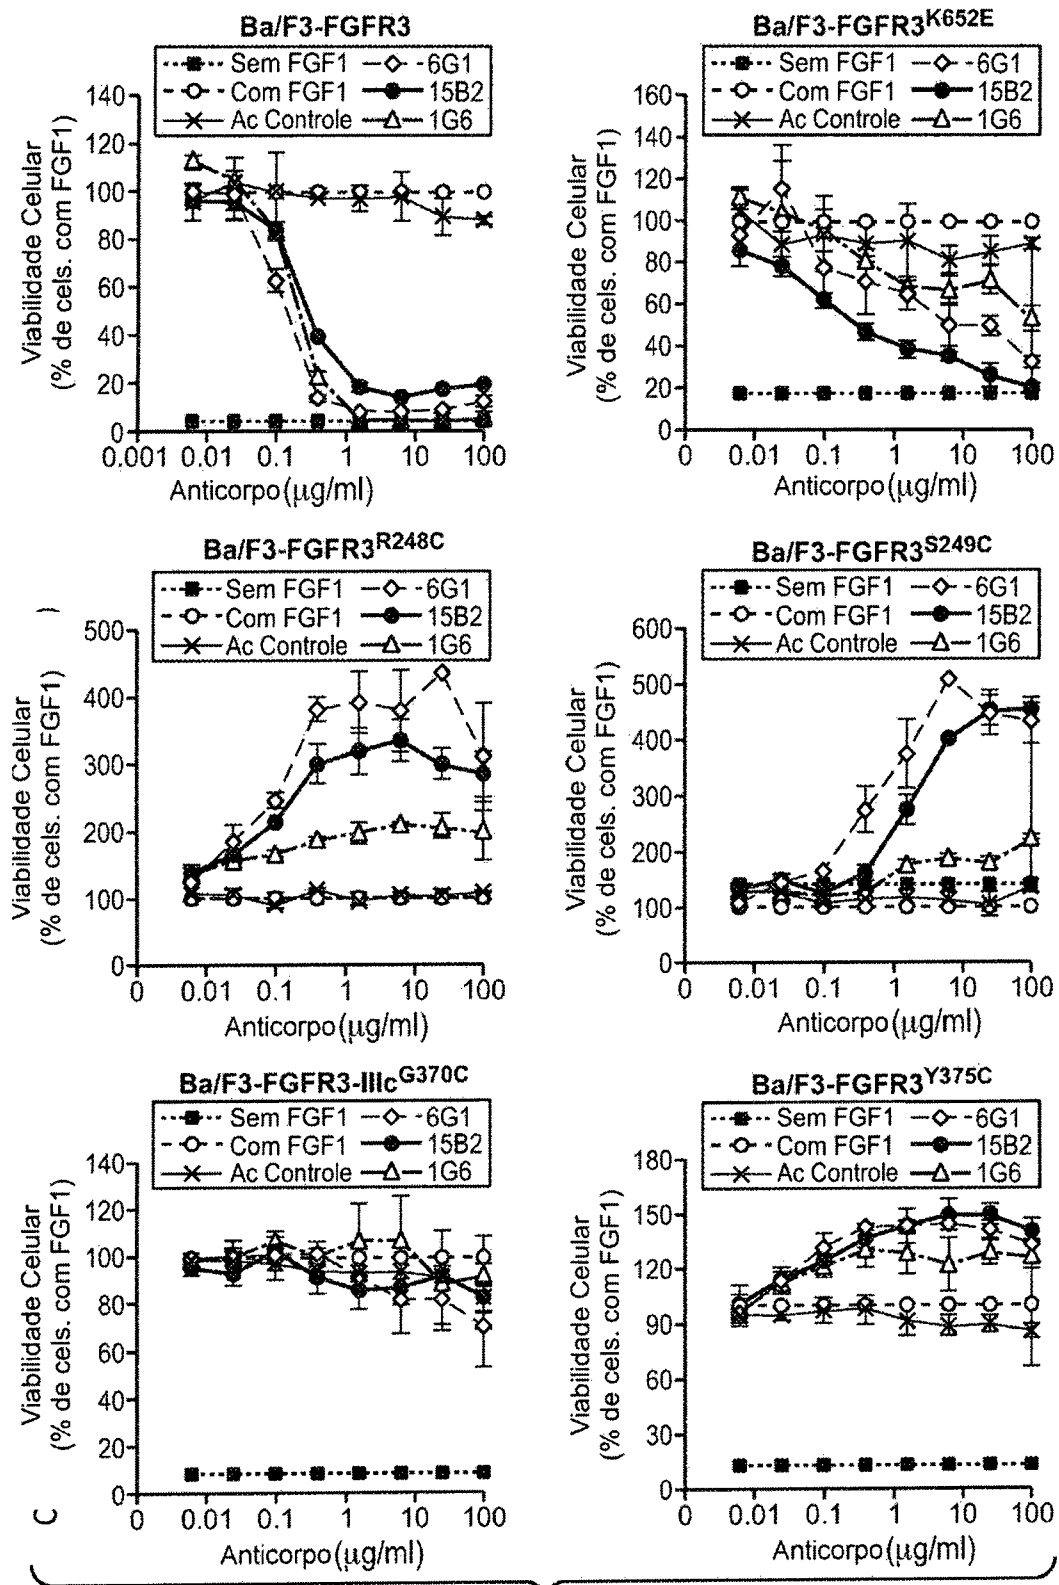 Ba/F3-FGFR3
Sem FGF1
6G1
Com FGF1
15B2
Ac Controle
1G6
Viabilidade Celular
(% de cels. com FGF1)
140
120
100
80
60
40
20
0
0.001 0.01 0.1 1 10 100
Anticorpo (μg/ml)
Ba/F3-FGFR3K652E
Sem FGF1
6G1
Com FGF1
15B2
Ac Controle
1G6
Viabilidade Celular
(% de cels. com FGF1)
160
140
120
100
80
60
40
20
0
0 0.01 0.1 1 10 100
Anticorpo (μg/ml)
Ba/F3-FGFR3R248C
Sem FGF1
6G1
Com FGF1
15B2
Ac Controle
1G6
)
Viabilidade Celular
(% de cels. com FGF1)
500
400
300
200
100
0
0 0.01 0.1 1 10 100
Anticorpo (μg/ml)
Ba/F3-FGFR3S249C
Sem FGF1
6G1
Com FGF1
15B2
Ac Controle
1G6
Viabilidade Celular
(% de cels. com FGF1)
600
500
400
300
200
100
0
0 0.01 0.1 1 10 100
Anticorpo (μg/ml)
Ba/F3-FGFR3-IIIcG370C
Sem FGF1
6G1
Com FGF1
15B2
Ac Controle
1G6
Viabilidade Celular
(% de cels. com FGF1)
140
120
100
80
60
40
20
0
0 0.01 0.1 1 10 100
Anticorpo (μg/ml)
C
Ba/F3-FGFR3Y375C
Sem FGF1
6G1
Com FGF1
15B2
Ac Controle
1G6
Viabilidade Celular
(% de cels. com FGF1)
180
150
120
90
60
30
0
0 0.01 0.1 1 10 100
Anticorpo (μg/ml)